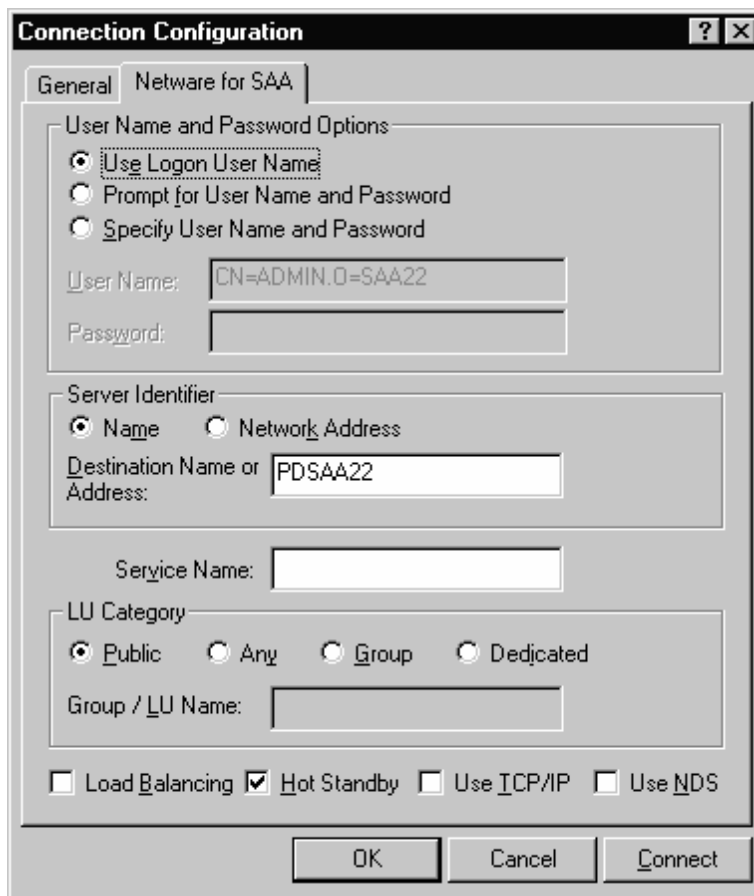 Connection Configuration
General Netware for SAA
User Name and Password Options
Use Logon User Name
Prompt for User Name and Password
Specify User Name and Password
User Name: CN=ADMIN.O=SAA22
Password:
Server Identifier
Name Network Address
Destination Name or
Address: PDSAA22
Service Name:
LU Category
Public Any Group Dedicated
Group / LU Name:
Load Balancing Hot Standby Use TCP/IP Use NDS
OK Cancel Connect